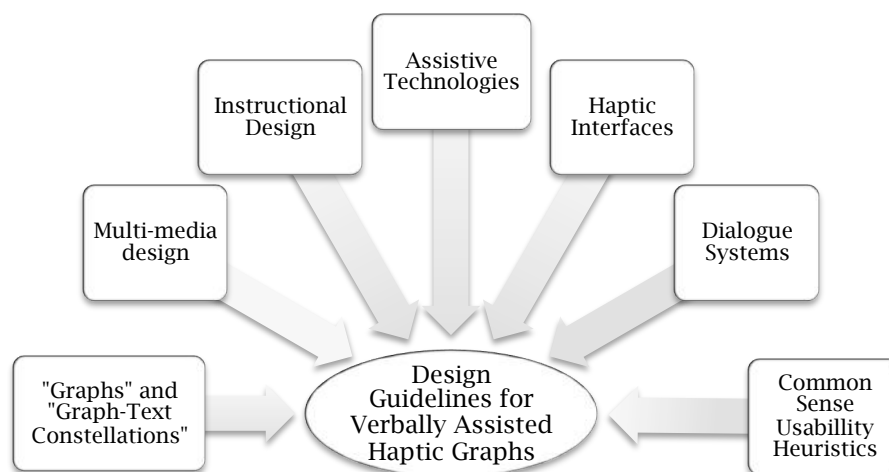 Assistive
Technologies
Instructional
Design
Haptic
Interfaces
Multi-media
design
Dialogue
Systems
"Graphs" and
"Graph-Text
Constellations"
Design
Guidelines for
Verbally Assisted
Haptic Graphs
Common
Sense
Usabillity
Heuristics